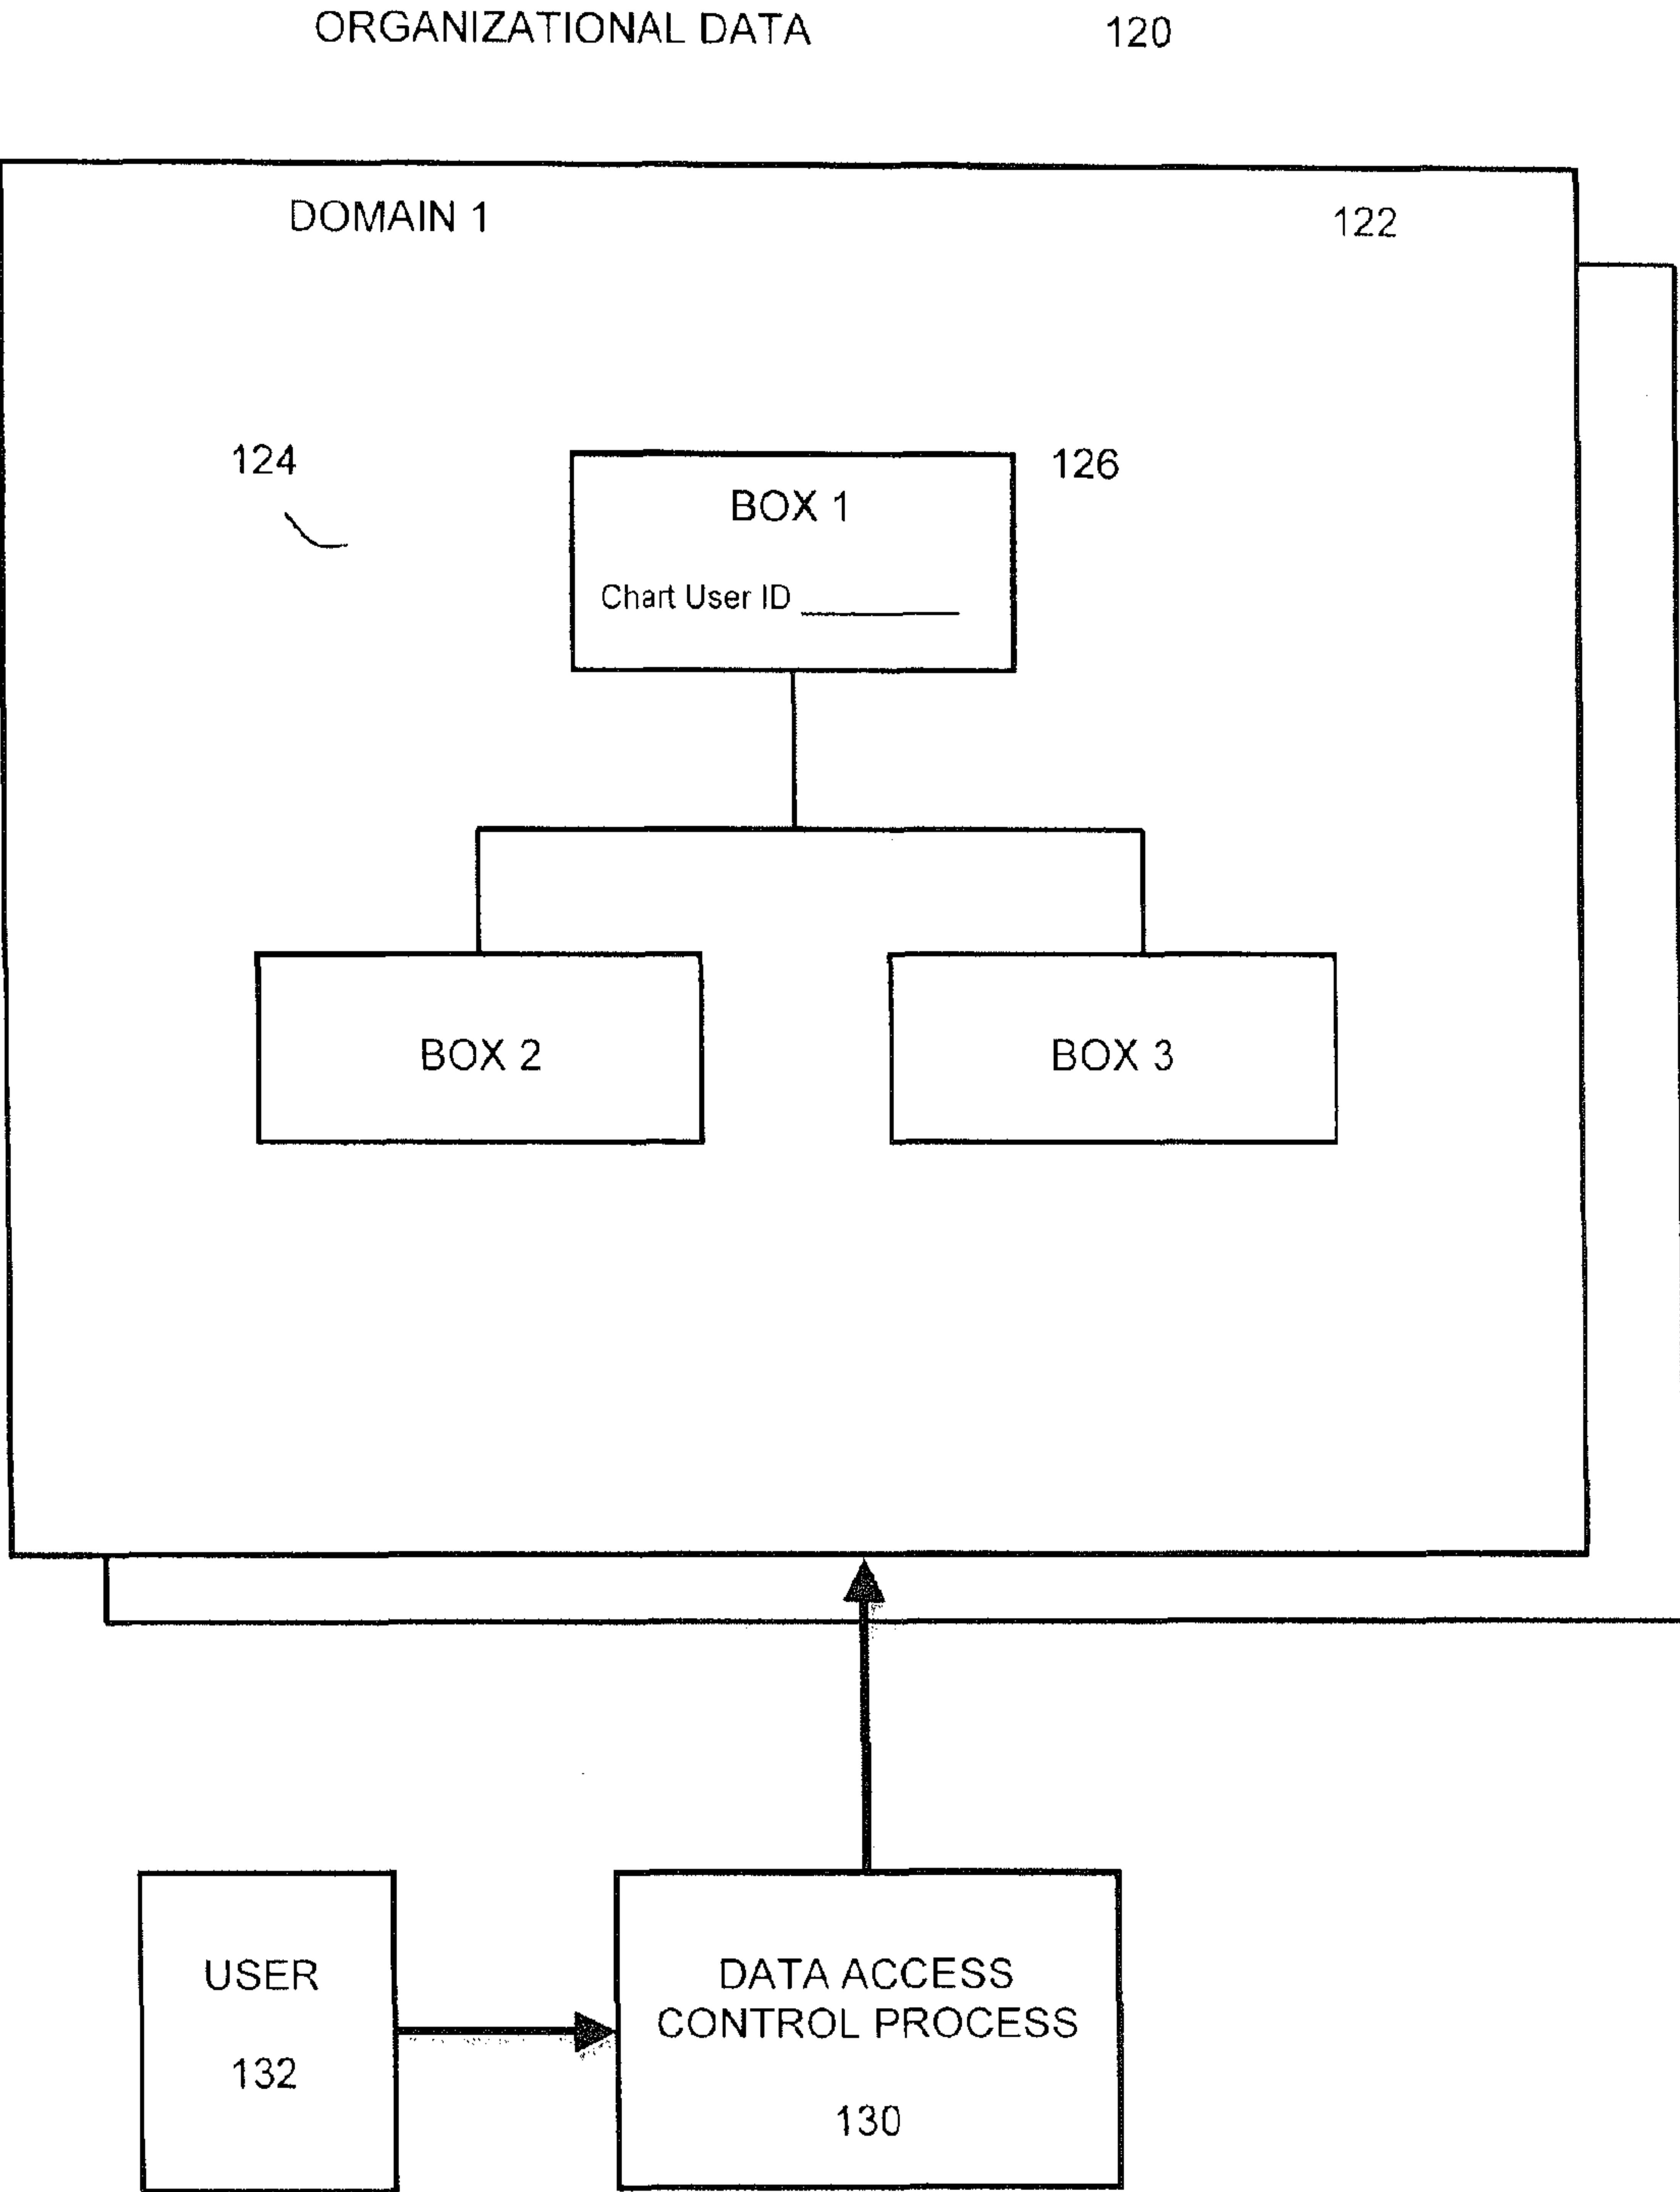 ORGANIZATIONAL DATA 120
DOMAIN 1 122
124
126
BOX 1
Chart User ID
BOX 2
BOX 3
USER
132
DATA ACCESS
CONTROL PROCESS
130